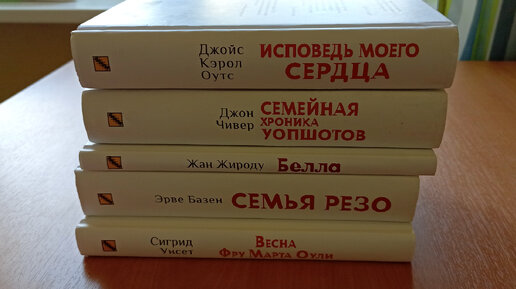 Джойс
Кэрол
Оутс
ИСПОВЕДЬ МОЕГО
СЕРДЦА
Джон
Чивер
СЕМЕЙНАЯ
ХРОНИКА
УОПШОТОВ
Жан Жироду
Белла
Эрве Базен
СЕМЬЯ РЕЗО
Сигрид
Унсет
Весна
Фру Марта Оули